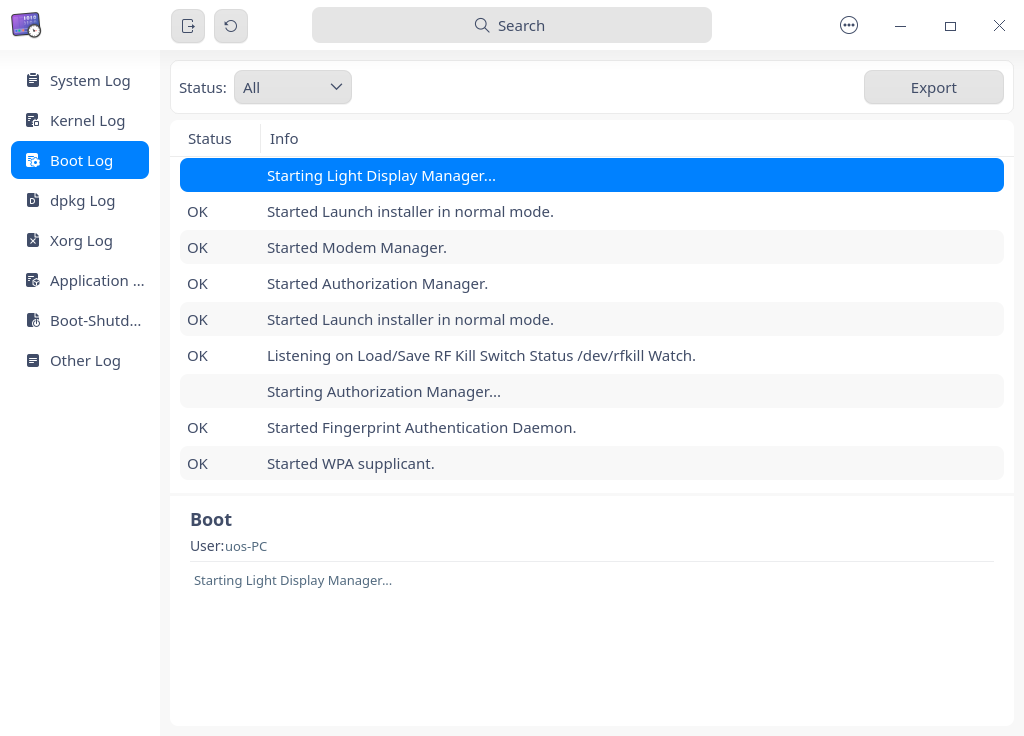 Search
System Log
Kernel Log
Boot Log
dpkg Log
Xorg Log
Application ...
Boot-Shutd...
Other Log
Status: All Export
Status Info
Starting Light Display Manager...
OK Started Launch installer in normal mode.
OK Started Modem Manager.
OK Started Authorization Manager.
OK Started Launch installer in normal mode.
OK Listening on Load/Save RF Kill Switch Status /dev/rfkill Watch.
Starting Authorization Manager...
OK Started Fingerprint Authentication Daemon.
OK Started WPA supplicant.
Boot
User:uos-PC
Starting Light Display Manager...